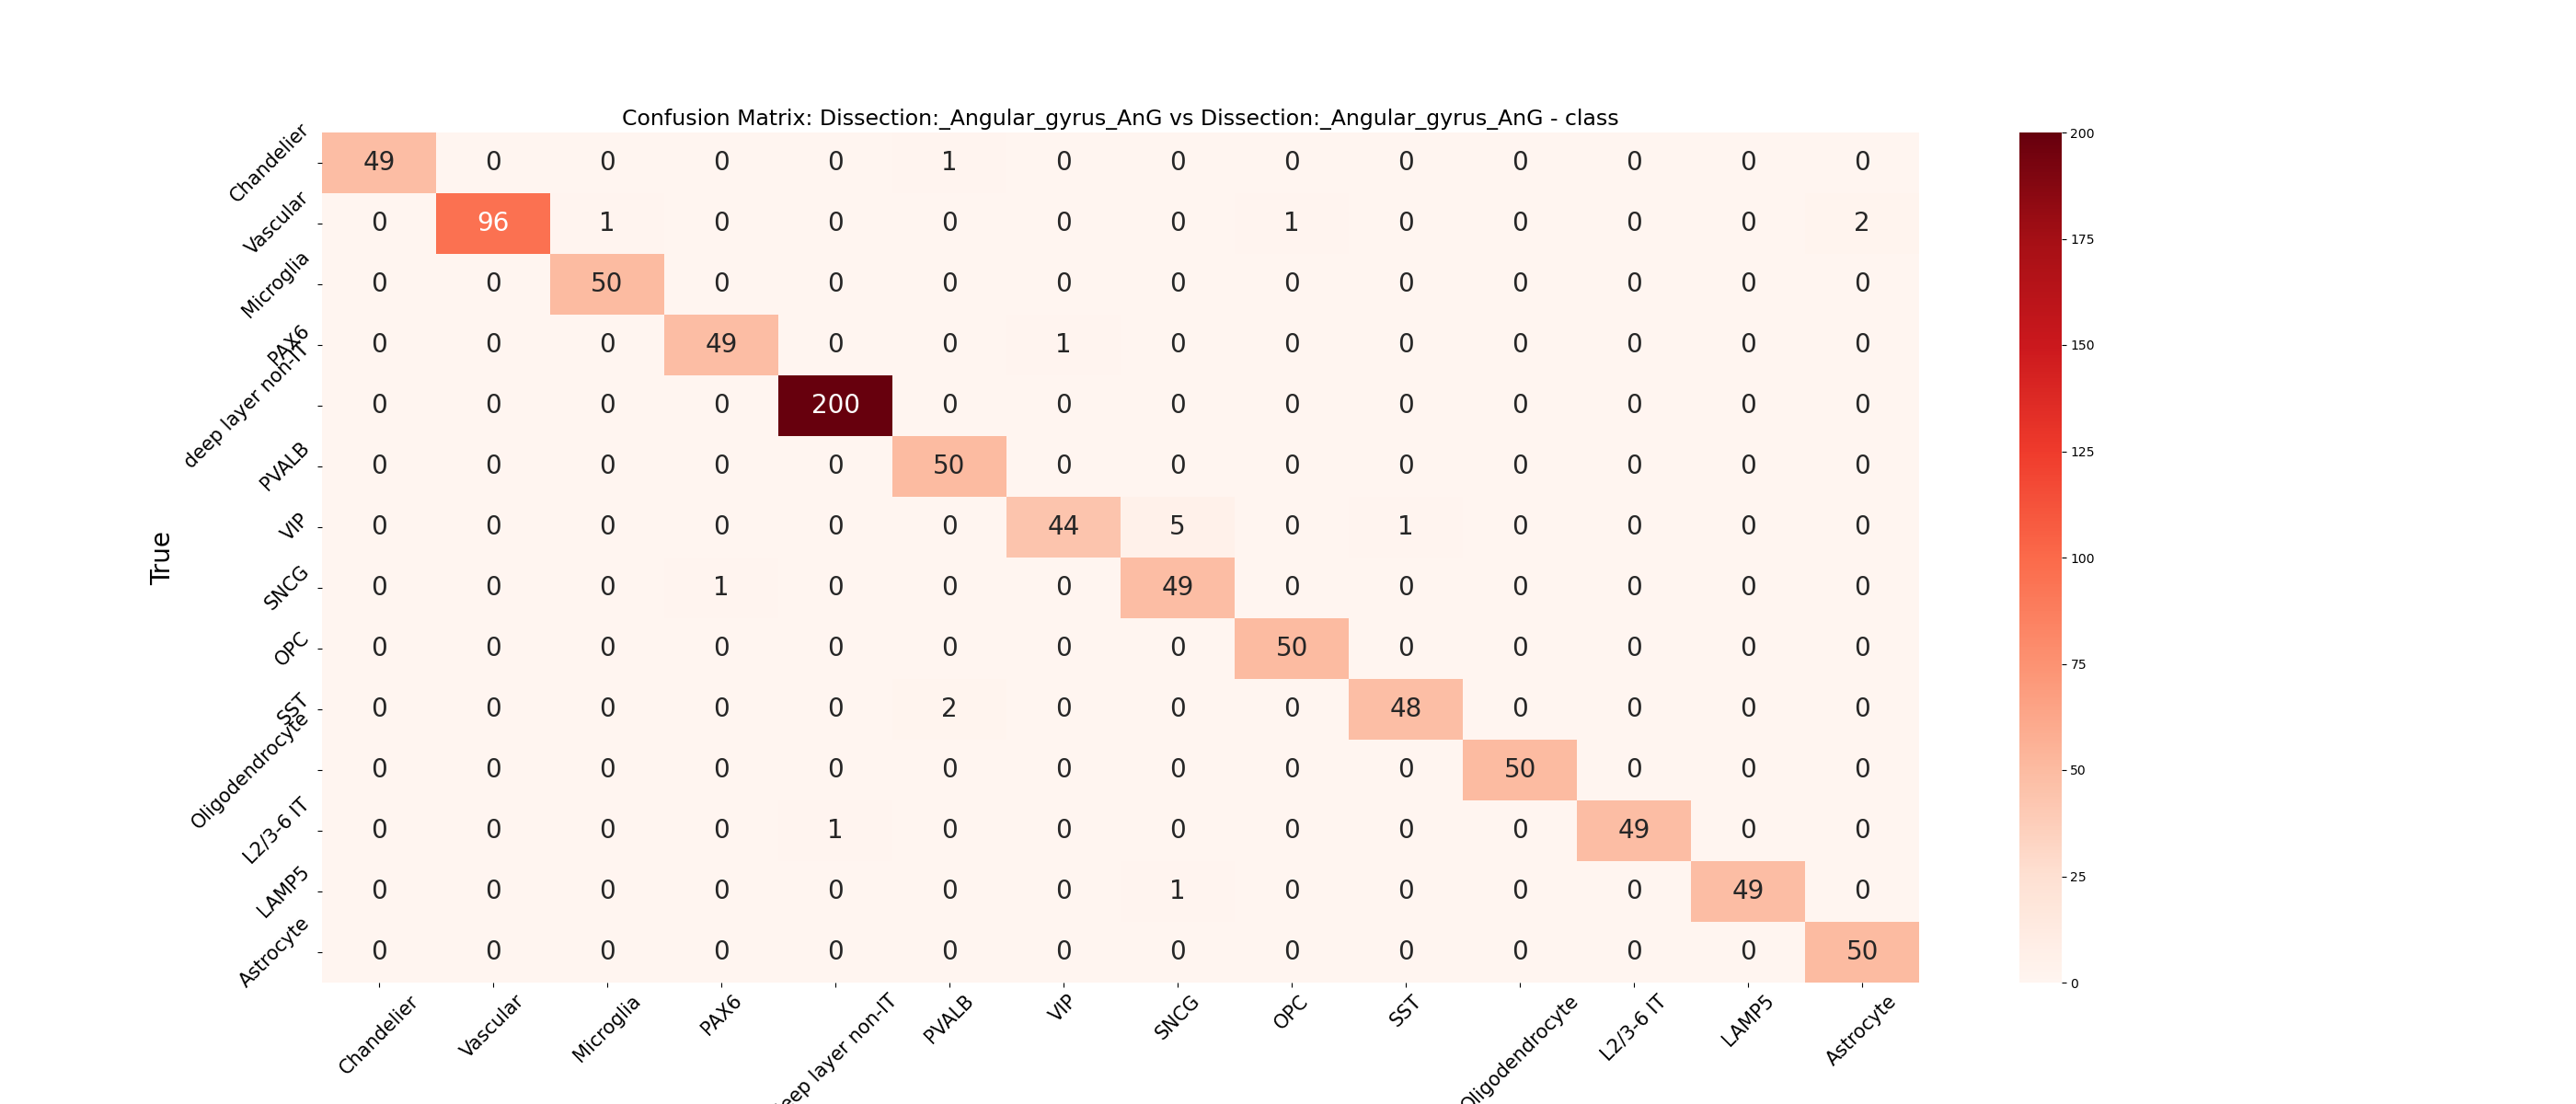 Confusion Matrix: Dissection:_Angular_gyrus_AnG vs Dissection:_Angular_gyrus_AnG - class
Chandelier 49 0 0 0 0 1 0 0 0 0 0 0 0 0
Vascular 0 96 1 0 0 0 0 0 1 0 0 0 0 2
Microglia 0 0 50 0 0 0 0 0 0 0 0 0 0 0
PAX6 0 0 0 49 0 0 1 0 0 0 0 0 0 0
deep layer non-IT 0 0 0 0 200 0 0 0 0 0 0 0 0 0
PVALB 0 0 0 0 0 50 0 0 0 0 0 0 0 0
VIP 0 0 0 0 0 0 44 5 0 1 0 0 0 0
SNCG 0 0 0 1 0 0 0 49 0 0 0 0 0 0
OPC 0 0 0 0 0 0 0 0 50 0 0 0 0 0
SST 0 0 0 0 0 2 0 0 0 48 0 0 0 0
Oligodendrocyte 0 0 0 0 0 0 0 0 0 0 50 0 0 0
L2/3-6 IT 0 0 0 0 1 0 0 0 0 0 0 49 0 0
LAMP5 0 0 0 0 0 0 0 1 0 0 0 0 49 0
Astrocyte 0 0 0 0 0 0 0 0 0 0 0 0 0 50
True
Chandelier Vascular Microglia PAX6 eep layer non-IT PVALB VIP SNCG OPC SST Oligodendrocyte L2/3-6 IT LAMP5 Astrocyte
200
175
150
125
100
75
50
25
0